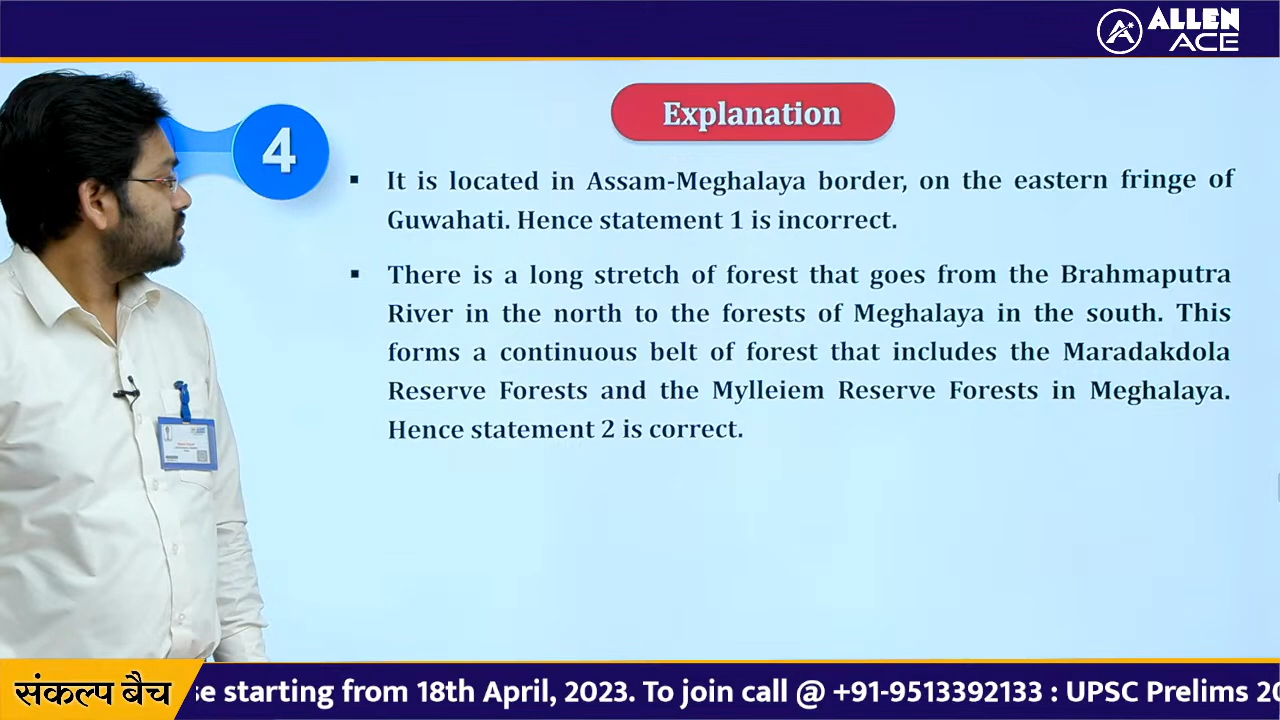 ALLEN
ACE
4
Explanation
▪ It is located in Assam-Meghalaya border, on the eastern fringe of
Guwahati. Hence statement 1 is incorrect.
▪ There is a long stretch of forest that goes from the Brahmaputra
River in the north to the forests of Meghalaya in the south. This
forms a continuous belt of forest that includes the Maradakdola
Reserve Forests and the Mylleiem Reserve Forests in Meghalaya.
Hence statement 2 is correct.
संकल्प बैच
se starting from 18th April, 2023. To join call @ +91-9513392133 : UPSC Prelims 20